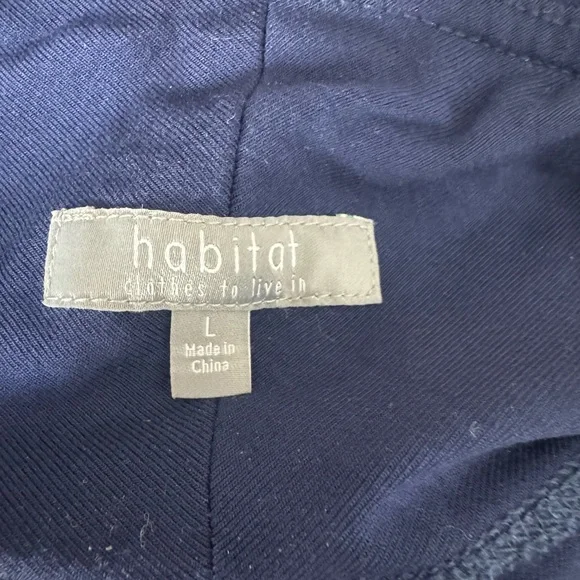 habitat
clothes to live in
L
Made in
China